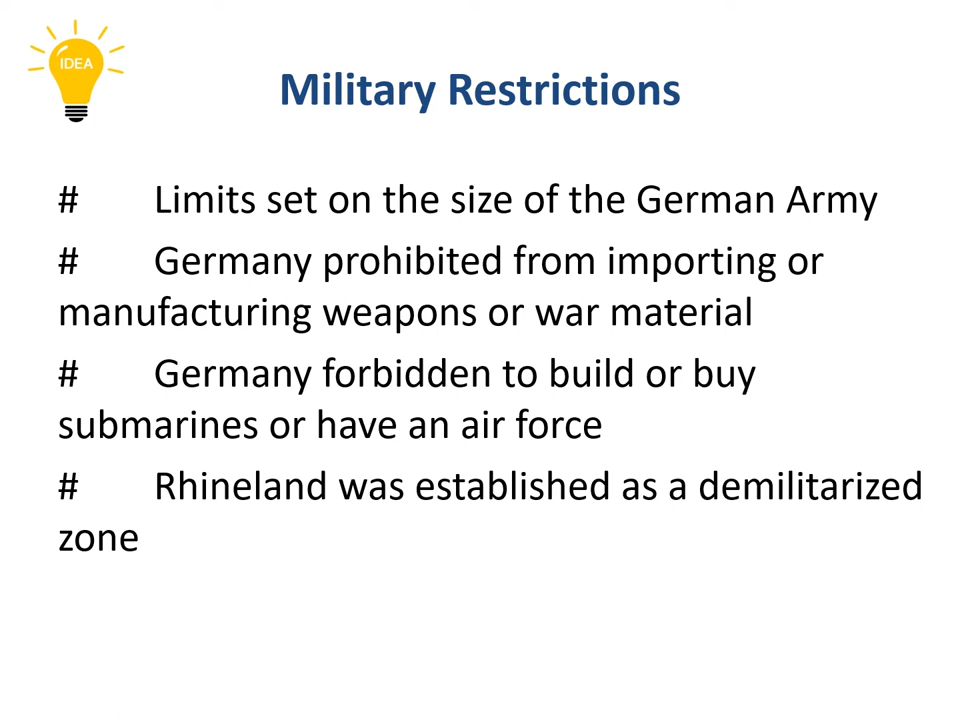 IDEA
Military Restrictions
# Limits set on the size of the German Army
# Germany prohibited from importing or
manufacturing weapons or war material
# Germany forbidden to build or buy
submarines or have an air force
# Rhineland was established as a demilitarized
zone